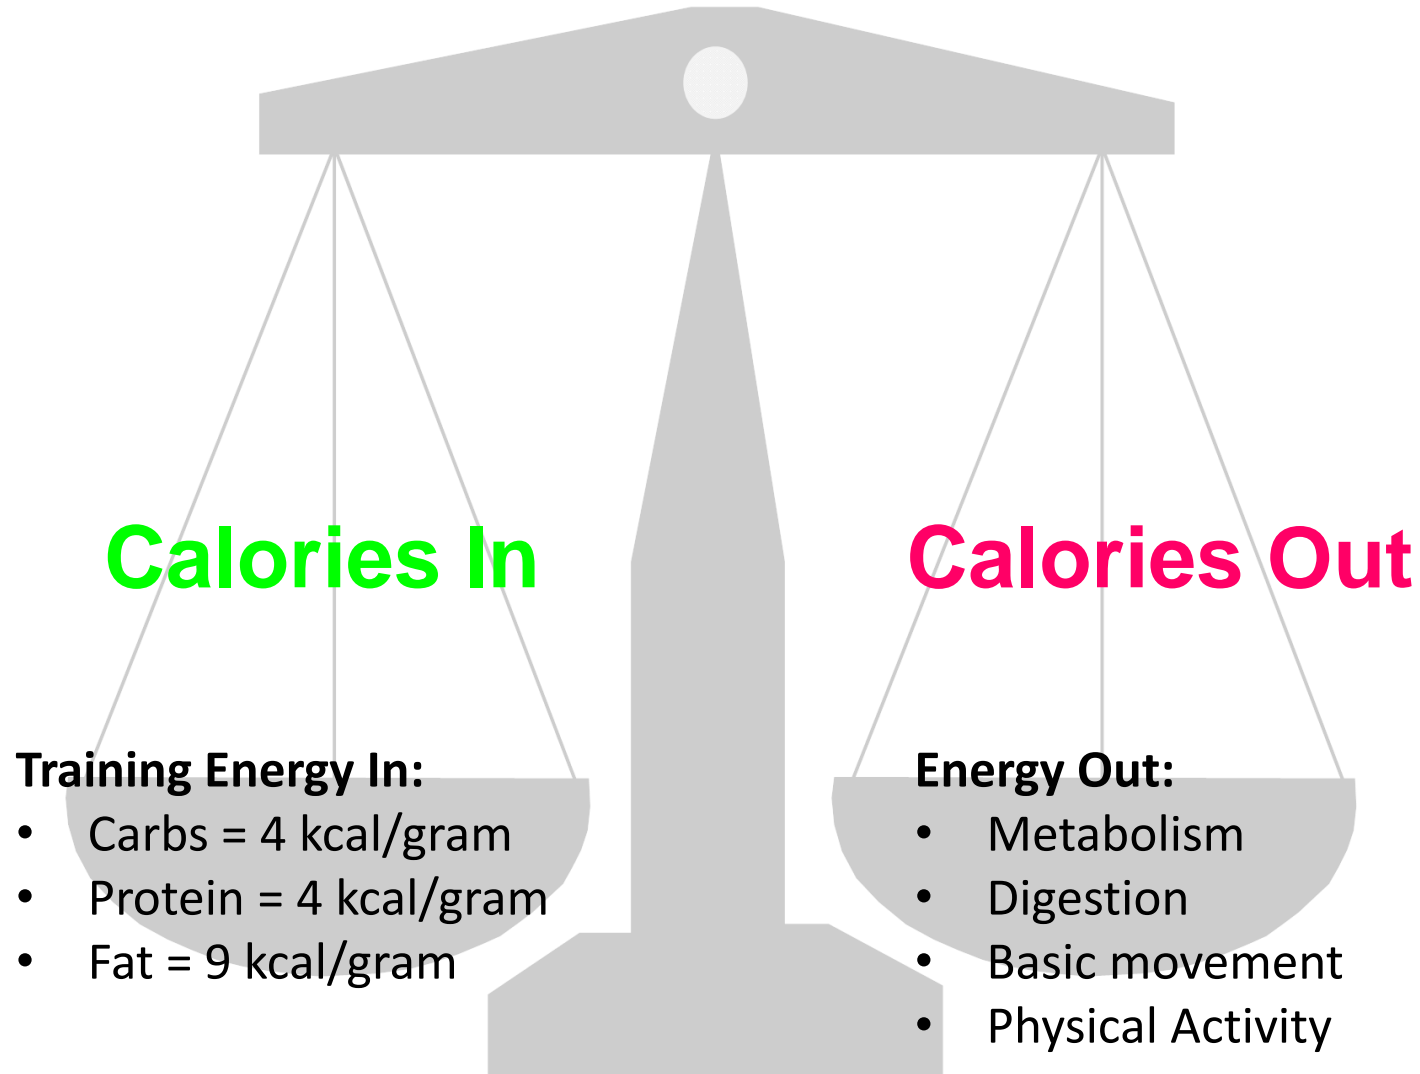 Calories In
Calories Out
Training Energy In:
• Carbs = 4 kcal/gram
• Protein = 4 kcal/gram
• Fat = 9 kcal/gram
Energy Out:
• Metabolism
• Digestion
• Basic movement
• Physical Activity